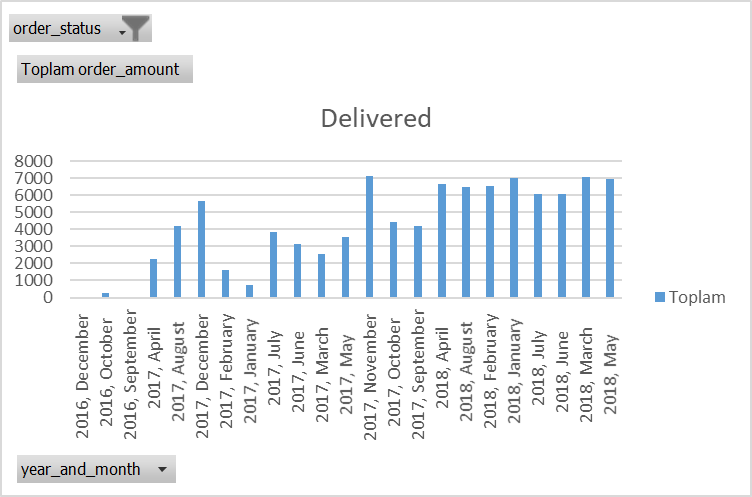 order_status
Toplam order_amount
Delivered
8000
7000
6000
5000
4000
3000
2000
1000
0
2016, December
2016, October
2016, September
2017, April
2017, August
2017, December
2017, February
2017, January
2017, July
2017, June
2017, March
2017, May
2017, November
2017, October
2017, September
2018, April
2018, August
2018, February
2018, January
2018, July
2018, June
2018, March
2018, May
Toplam
year_and_month